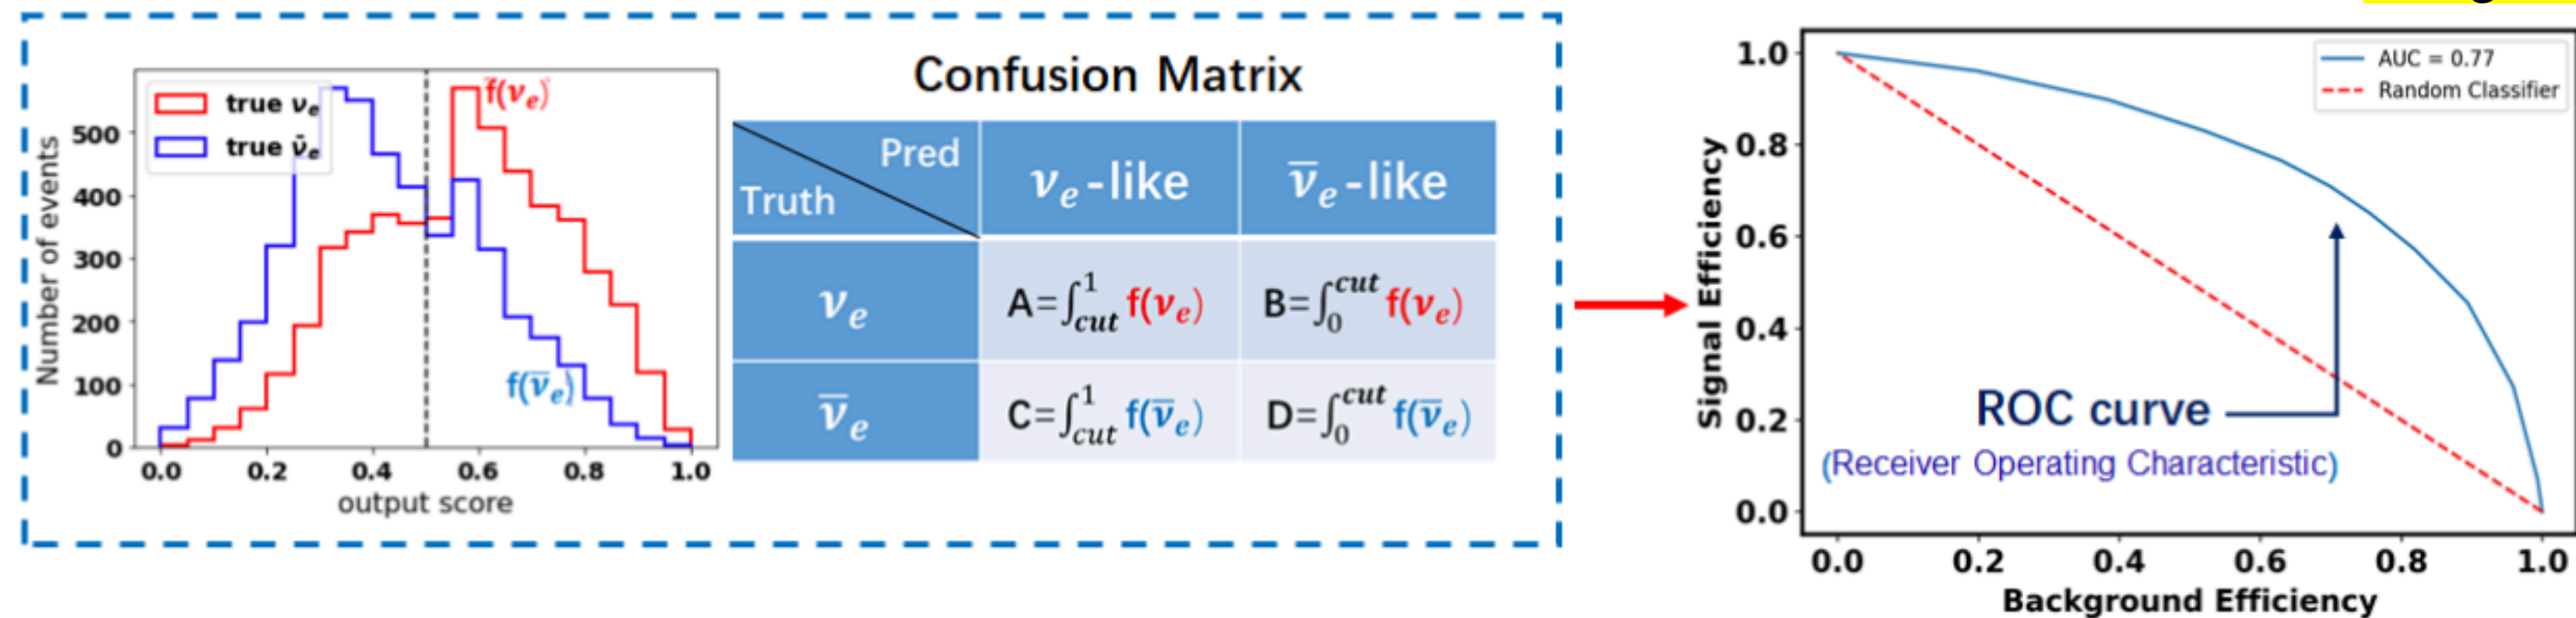 true νₑ
true ν̄ₑ
f(νₑ)
f(ν̄ₑ)
Number of events
500
400
300
200
100
0
0.0 0.2 0.4 0.6 0.8 1.0
output score
Confusion Matrix
Pred
Truth
νₑ-like
ν̄ₑ-like
νₑ
A=∫¹cut f(νₑ)
B=∫₀cut f(νₑ)
ν̄ₑ
C=∫¹cut f(ν̄ₑ)
D=∫₀cut f(ν̄ₑ)
AUC = 0.77
Random Classifier
Signal Efficiency
1.0
0.8
0.6
0.4
0.2
0.0
ROC curve
(Receiver Operating Characteristic)
0.0 0.2 0.4 0.6 0.8 1.0
Background Efficiency